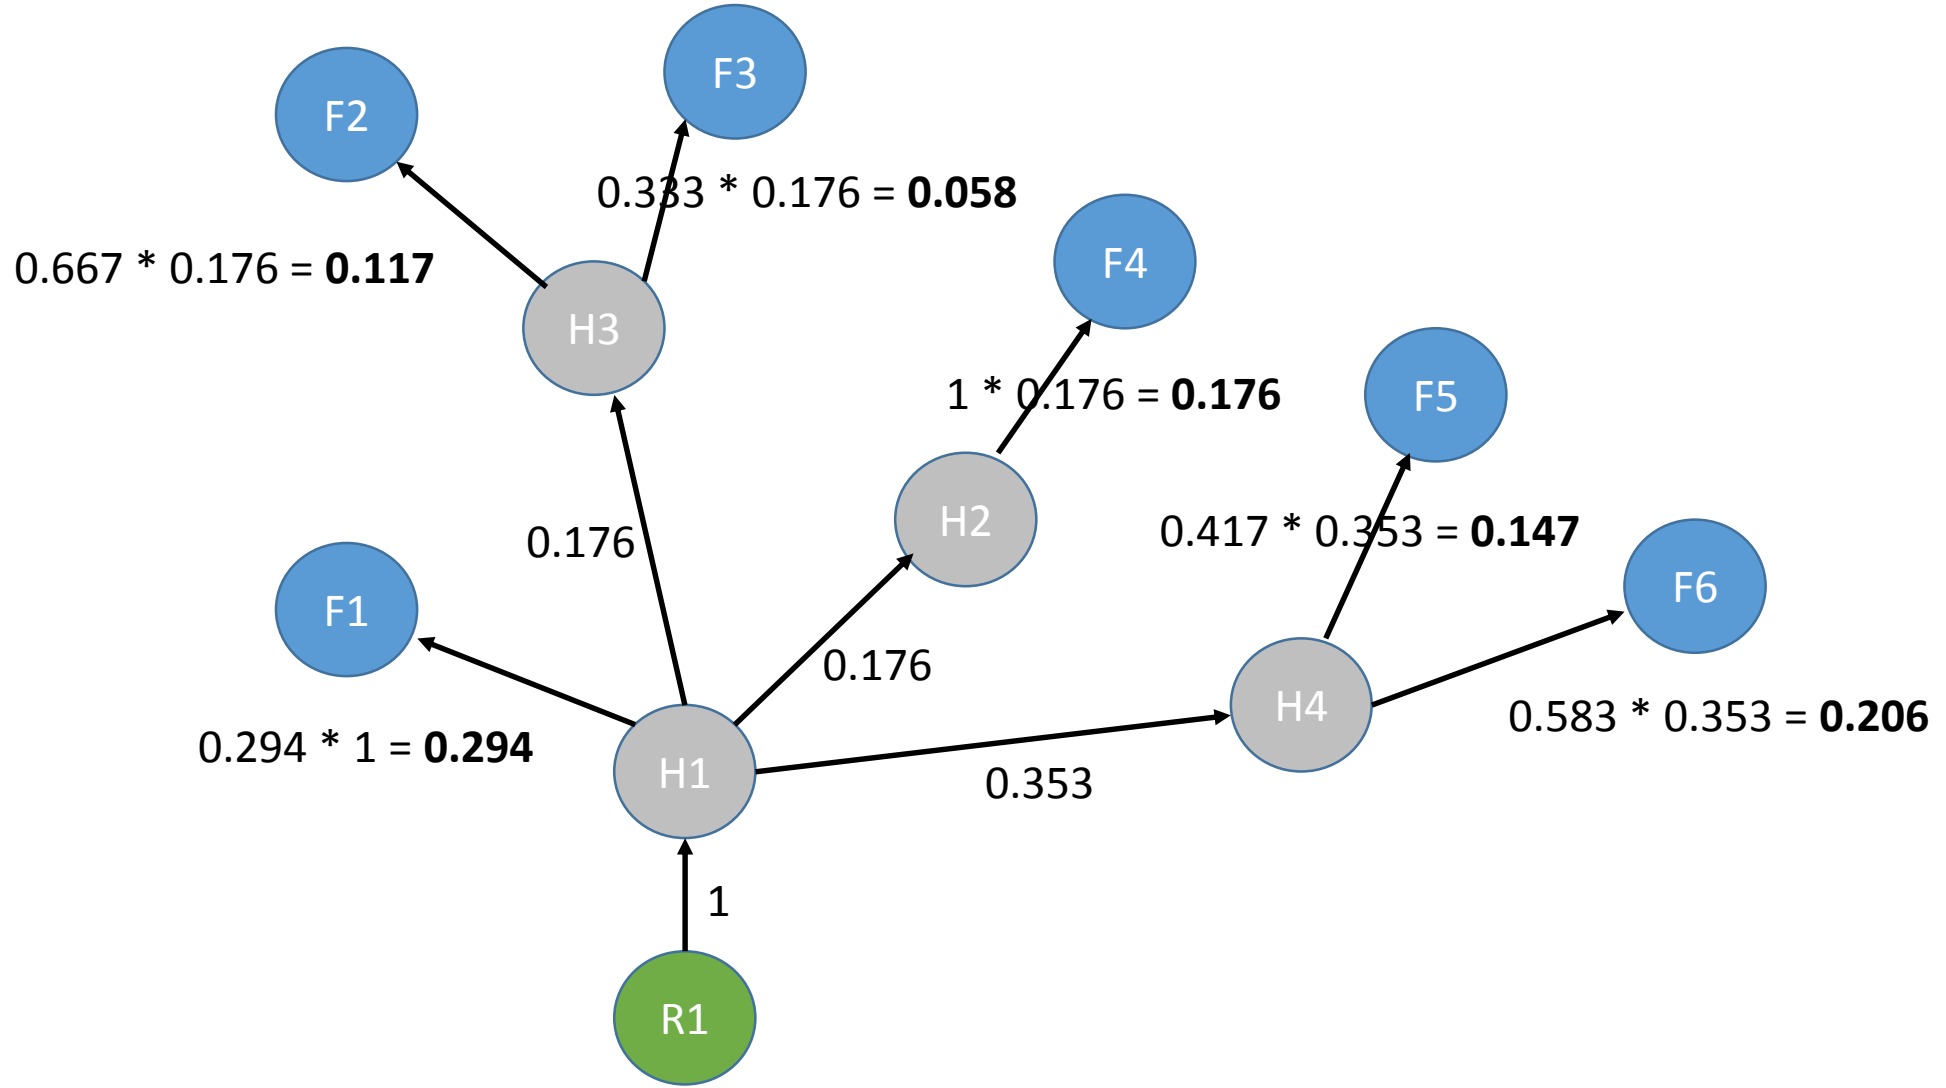 F3
F2
0.333 * 0.176 = 0.058
F4
0.667 * 0.176 = 0.117
H3
1 * 0.176 = 0.176
F5
H2
0.417 * 0.353 = 0.147
0.176
F6
F1
0.176
H4
0.583 * 0.353 = 0.206
0.294 * 1 = 0.294
H1
0.353
1
R1